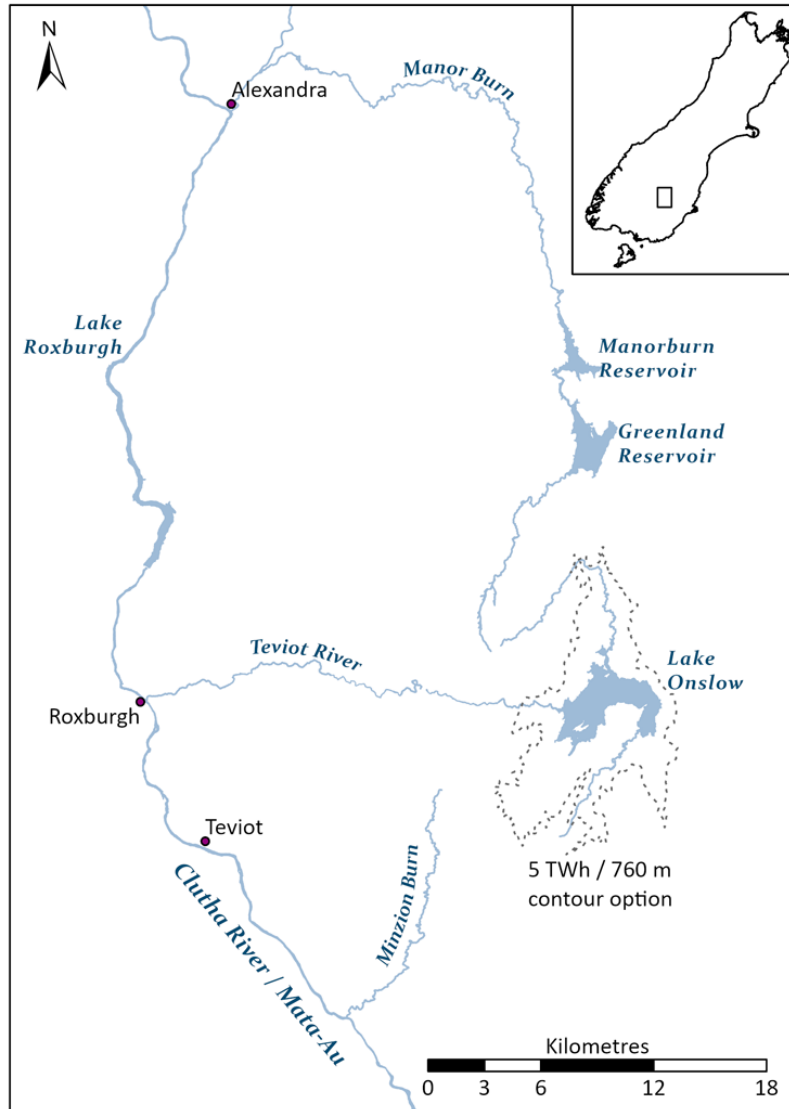 N
Alexandra
Manor Burn
Lake
Roxburgh
Manorburn
Reservoir
Greenland
Reservoir
Teviot River
Lake
Onslow
Roxburgh
Teviot
5 TWh / 760 m
contour option
Minzion Burn
Clutha River / Mata-Au
Kilometres
0 3 6 12 18